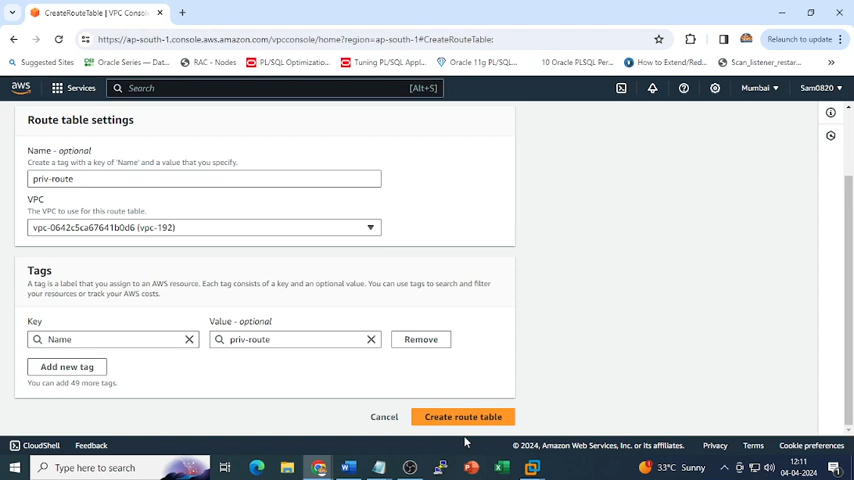 CreateRouteTable | VPC Consol
https://ap-south-1.console.aws.amazon.com/vpcconsole/home?region=ap-south-1#CreateRouteTable:
Relaunch to update
Suggested Sites
Oracle Series — Dat...
RAC - Nodes
PL/SQL Optimizatio...
Tuning PL/SQL Appl...
Oracle 11g PL/SQL...
10 Oracle PLSQL Per...
How to Extend/Red...
Scan_listener_restar...
aws
Services
Search
[Alt+S]
Mumbai
Sam0820
Route table settings
Name - optional
Create a tag with a key of 'Name' and a value that you specify.
priv-route
VPC
The VPC to use for this route table.
vpc-0642c5ca67641b0d6 (vpc-192)
Tags
A tag is a label that you assign to an AWS resource. Each tag consists of a key and an optional value. You can use tags to search and filter
your resources or track your AWS costs.
Key
Value - optional
Name
priv-route
Remove
Add new tag
You can add 49 more tags.
Cancel
Create route table
CloudShell
Feedback
© 2024, Amazon Web Services, Inc. or its affiliates.
Privacy
Terms
Cookie preferences
Type here to search
33°C Sunny
12:11
04-04-2024